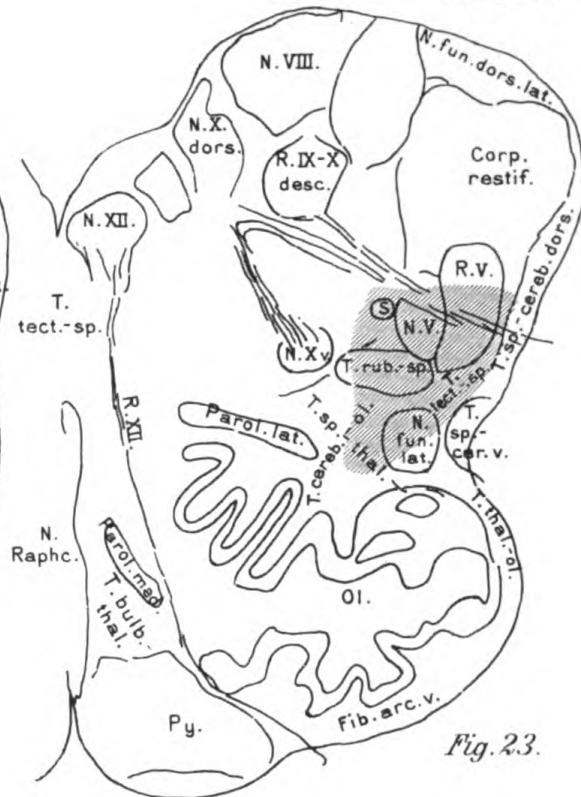 N. fun. dors. lat.
N. VIII.
N. X.
dors.
R. IX-X
desc.
Corp.
restif.
N. XII.
R. V.
T. sp.-cereb. dors.
T.
tect.-sp.
S
N. V.
N. X v.
T. rub.-sp.
T.
tect.-sp.
R. XII.
Parol. lat.
T. sp.
thal.
T. cereb.-ol.
N.
fun.
lat.
T.
sp.-
cer. v.
T. thal.-ol.
N.
Raphc.
Parol. med
T. bulb.
thal.
Ol.
Py.
Fib. arc. v.
Fig. 23.